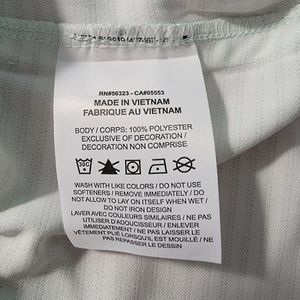 RN#56323 - CA#05553
MADE IN VIETNAM
FABRIQUE AU VIETNAM
BODY / CORPS: 100% POLYESTER
EXCLUSIVE OF DECORATION /
DECORATION NON COMPRISE
WASH WITH LIKE COLORS / DO NOT USE
SOFTENERS / REMOVE IMMEDIATELY / DO
NOT ALLOW TO LAY ON ITSELF WHEN WET /
DO NOT IRON DESIGN
LAVER AVEC COULEURS SIMILAIRES / NE PAS
UTILISER D'ADOUCISSEUR / ENLEVER
IMMÉDIATEMENT / NE PAS LAISSER LE
VÊTEMENT PLIÉ LORSQU'IL EST MOUILLÉ / NE
PAS REPASSER LE DESSIN